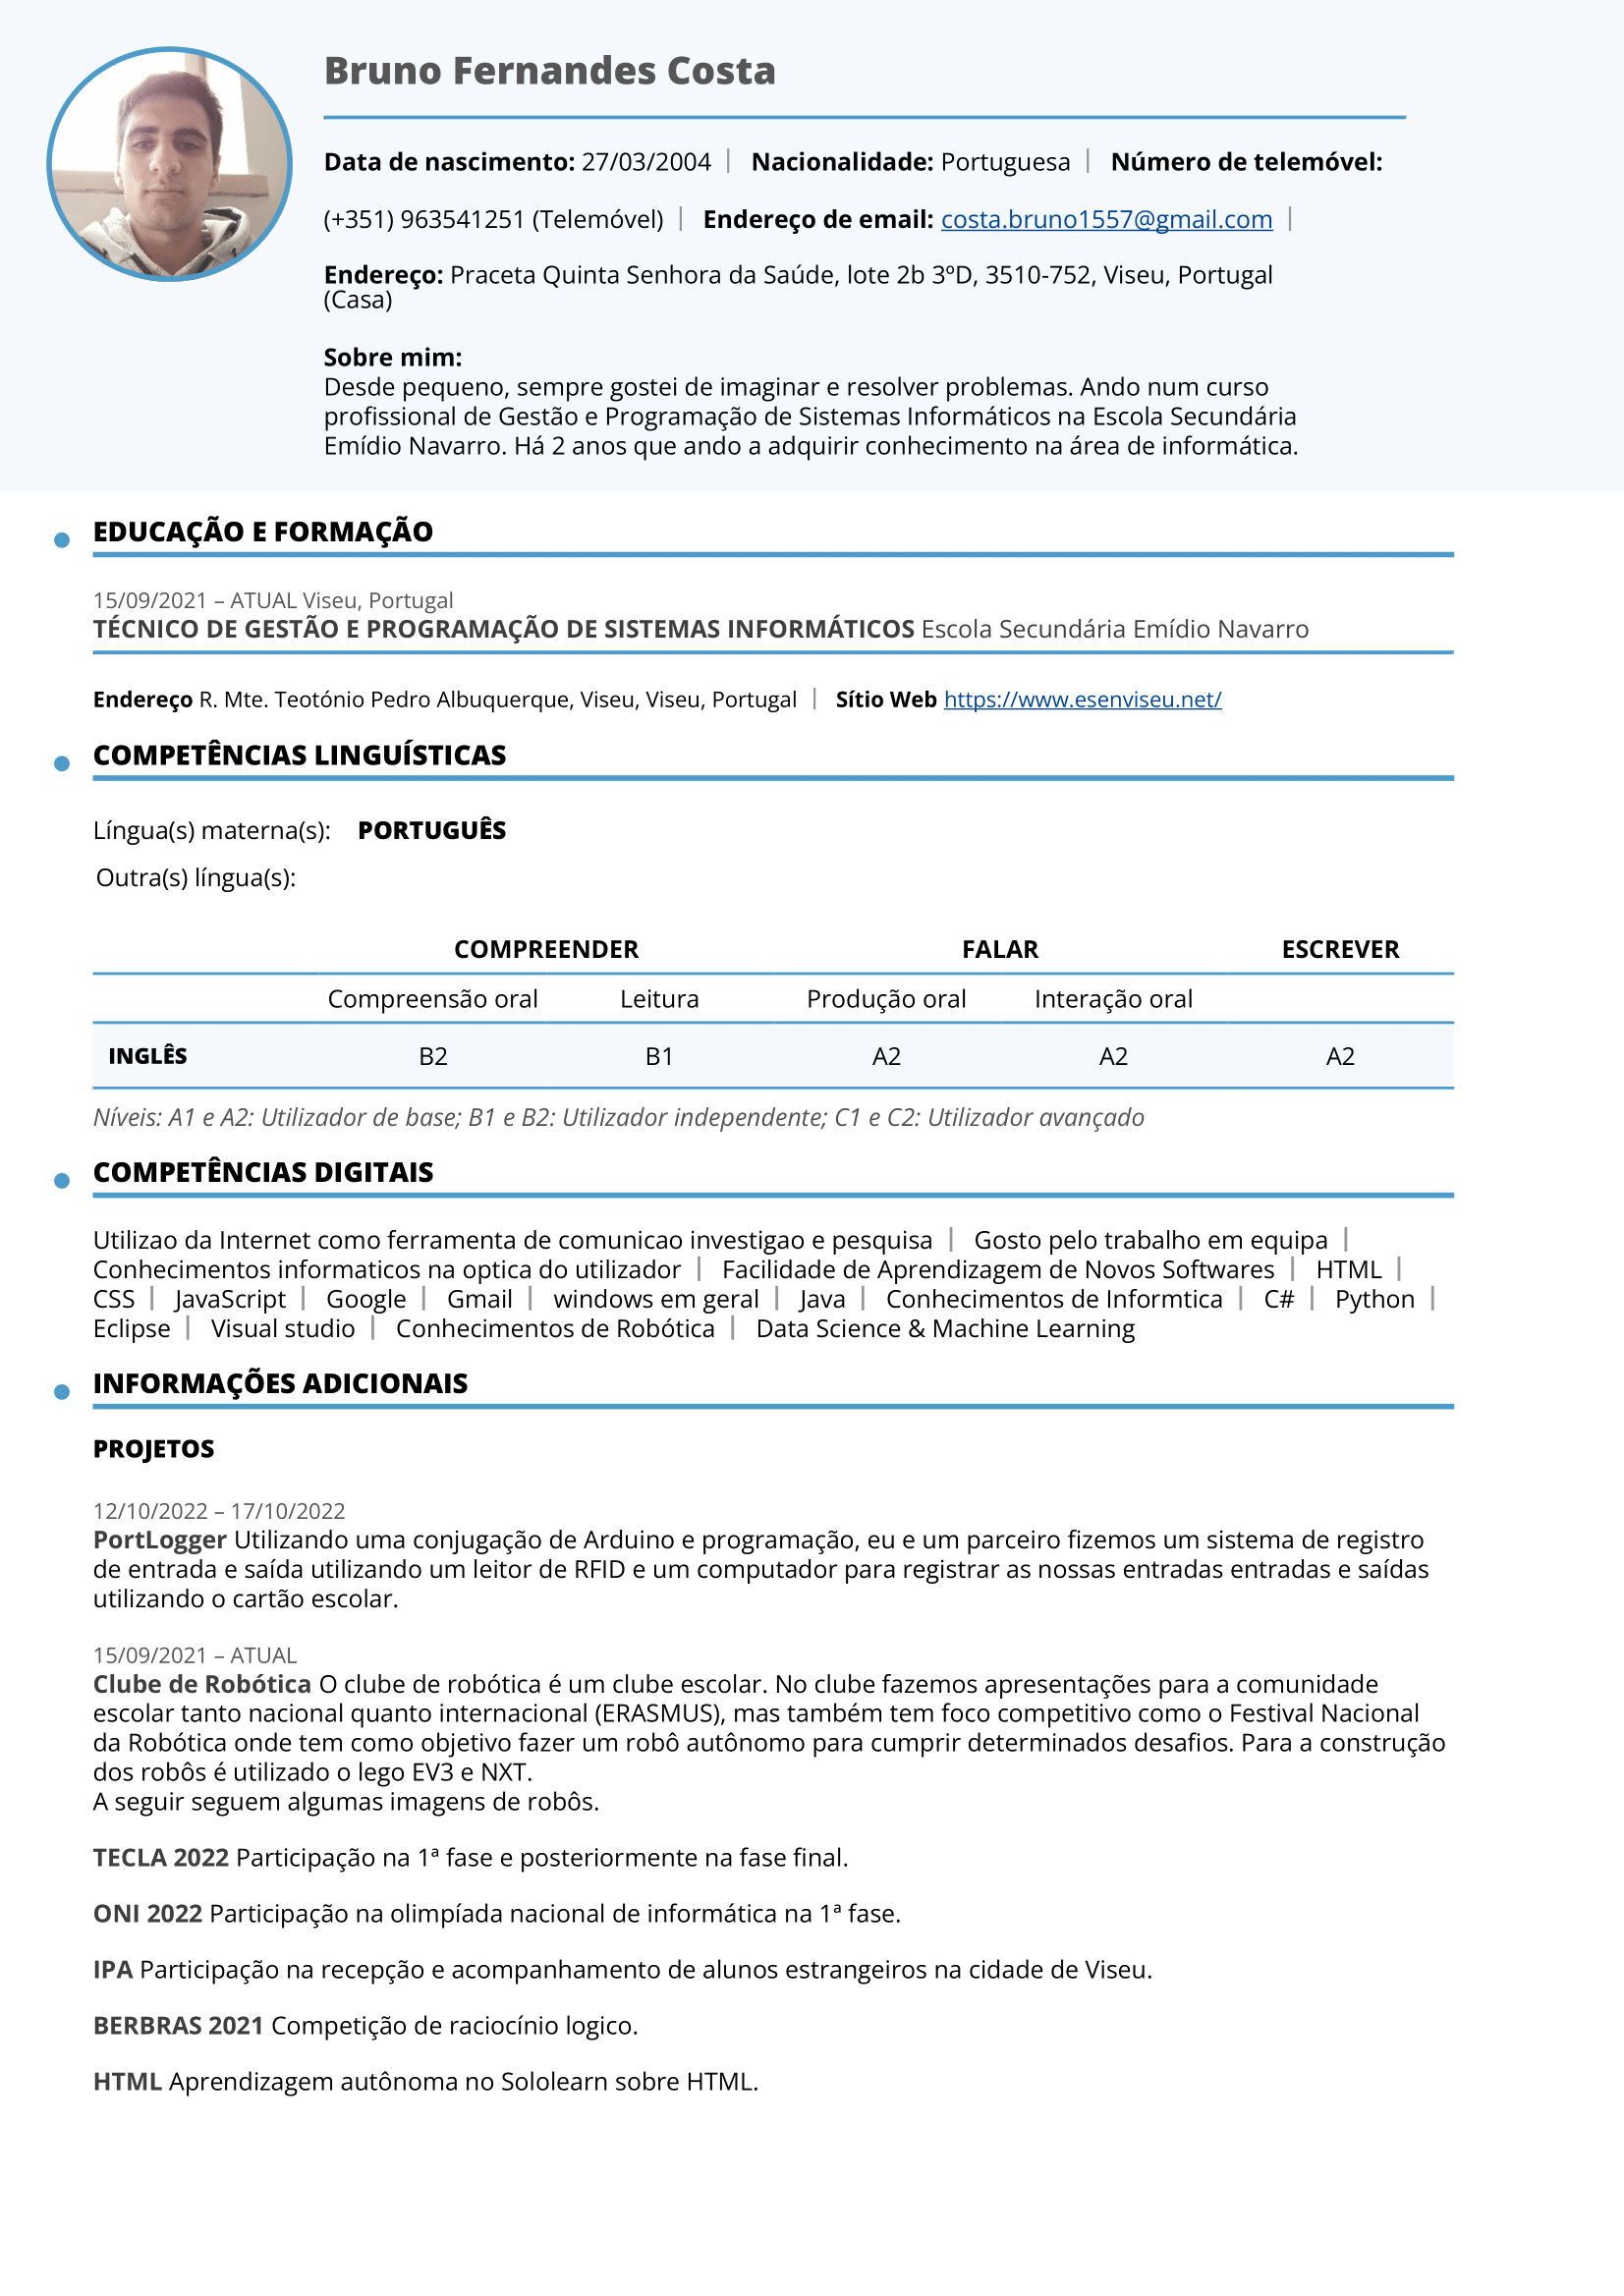 Bruno Fernandes Costa
Data de nascimento: 27/03/2004 | Nacionalidade: Portuguesa | Número de telemóvel:
(+351) 963541251 (Telemóvel) | Endereço de email: costa.bruno1557@gmail.com |
Endereço: Praceta Quinta Senhora da Saúde, lote 2b 3ºD, 3510-752, Viseu, Portugal
(Casa)
Sobre mim:
Desde pequeno, sempre gostei de imaginar e resolver problemas. Ando num curso
profissional de Gestão e Programação de Sistemas Informáticos na Escola Secundária
Emídio Navarro. Há 2 anos que ando a adquirir conhecimento na área de informática.
EDUCAÇÃO E FORMAÇÃO
15/09/2021 – ATUAL Viseu, Portugal
TÉCNICO DE GESTÃO E PROGRAMAÇÃO DE SISTEMAS INFORMÁTICOS Escola Secundária Emídio Navarro
Endereço R. Mte. Teotónio Pedro Albuquerque, Viseu, Viseu, Portugal | Sítio Web https://www.esenviseu.net/
COMPETÊNCIAS LINGUÍSTICAS
Língua(s) materna(s): PORTUGUÊS
Outra(s) língua(s):
COMPREENDER FALAR ESCREVER
Compreensão oral Leitura Produção oral Interação oral
INGLÊS B2 B1 A2 A2 A2
Níveis: A1 e A2: Utilizador de base; B1 e B2: Utilizador independente; C1 e C2: Utilizador avançado
COMPETÊNCIAS DIGITAIS
Utilizao da Internet como ferramenta de comunicao investigao e pesquisa | Gosto pelo trabalho em equipa |
Conhecimentos informaticos na optica do utilizador | Facilidade de Aprendizagem de Novos Softwares | HTML |
CSS | JavaScript | Google | Gmail | windows em geral | Java | Conhecimentos de Informtica | C# | Python |
Eclipse | Visual studio | Conhecimentos de Robótica | Data Science & Machine Learning
INFORMAÇÕES ADICIONAIS
PROJETOS
12/10/2022 – 17/10/2022
PortLogger Utilizando uma conjugação de Arduino e programação, eu e um parceiro fizemos um sistema de registro
de entrada e saída utilizando um leitor de RFID e um computador para registrar as nossas entradas entradas e saídas
utilizando o cartão escolar.
15/09/2021 – ATUAL
Clube de Robótica O clube de robótica é um clube escolar. No clube fazemos apresentações para a comunidade
escolar tanto nacional quanto internacional (ERASMUS), mas também tem foco competitivo como o Festival Nacional
da Robótica onde tem como objetivo fazer um robô autônomo para cumprir determinados desafios. Para a construção
dos robôs é utilizado o lego EV3 e NXT.
A seguir seguem algumas imagens de robôs.
TECLA 2022 Participação na 1ª fase e posteriormente na fase final.
ONI 2022 Participação na olimpíada nacional de informática na 1ª fase.
IPA Participação na recepção e acompanhamento de alunos estrangeiros na cidade de Viseu.
BERBRAS 2021 Competição de raciocínio logico.
HTML Aprendizagem autônoma no Sololearn sobre HTML.